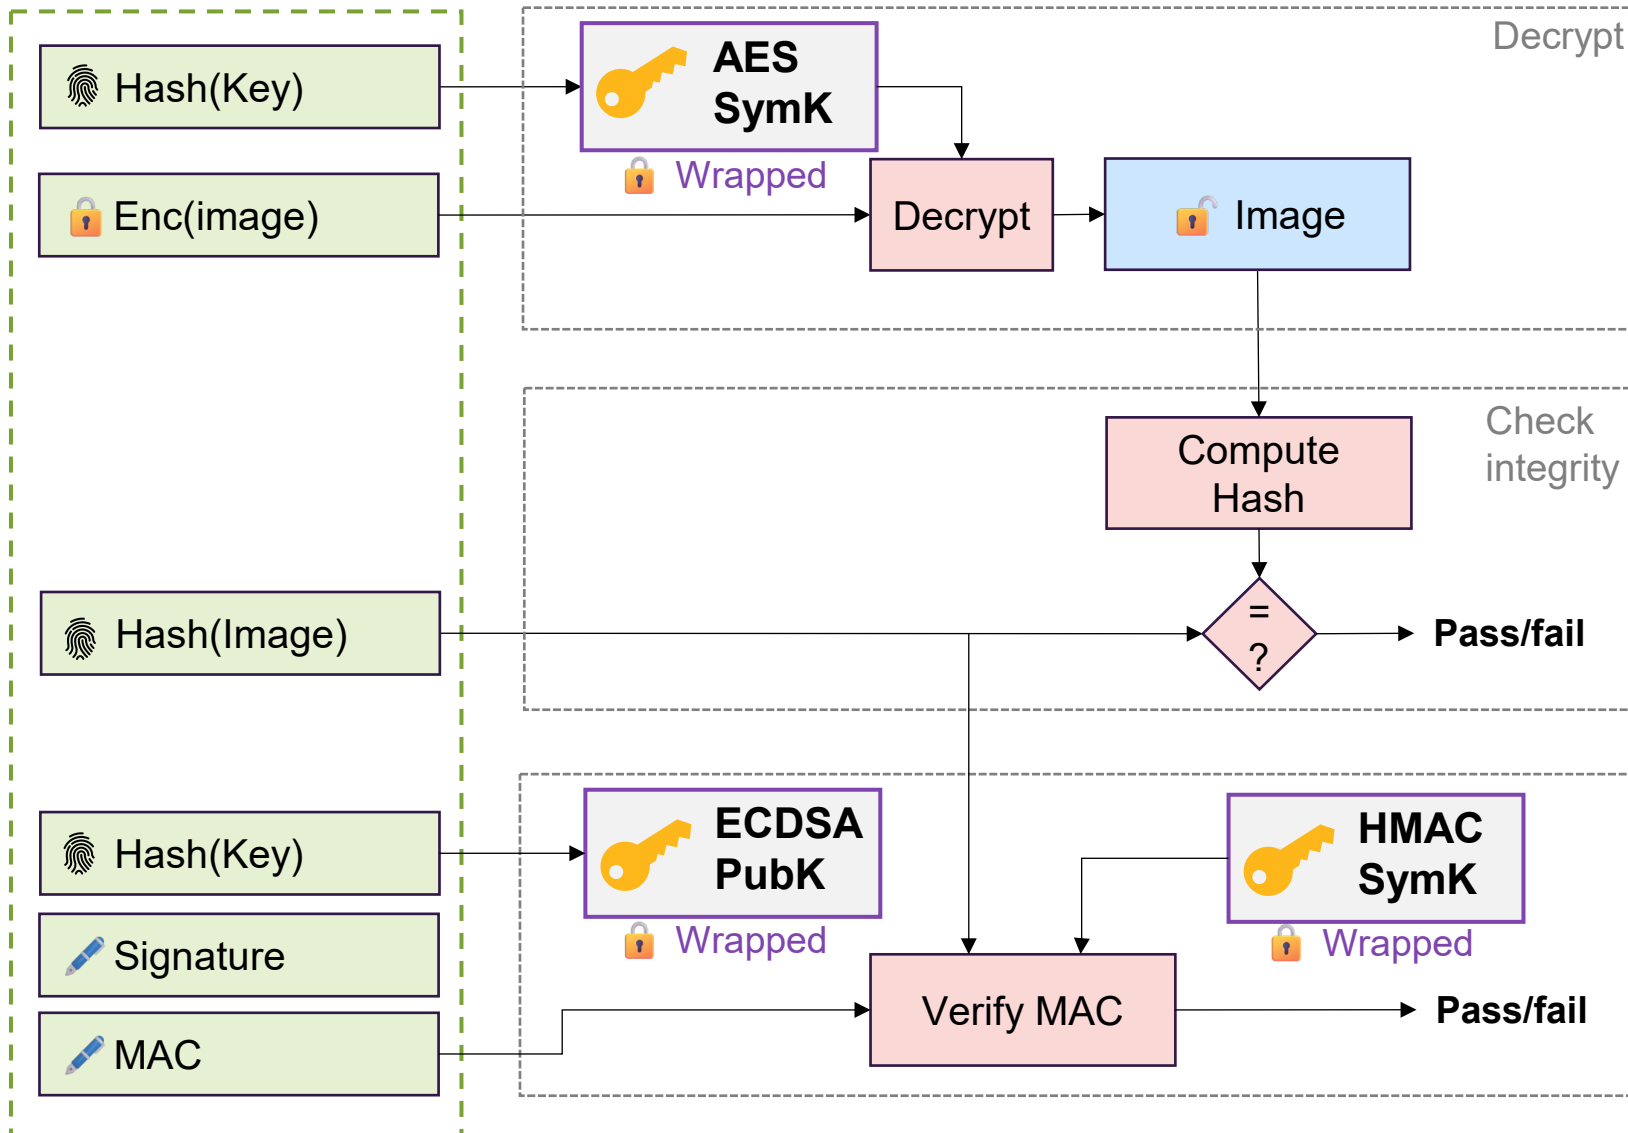 Decrypt
Hash(Key)
AES
SymK
Wrapped
Enc(image)
Decrypt
Image
Check
integrity
Compute
Hash
Hash(Image)
=
?
Pass/fail
Hash(Key)
ECDSA
PubK
Wrapped
HMAC
SymK
Wrapped
Signature
Verify MAC
Pass/fail
MAC